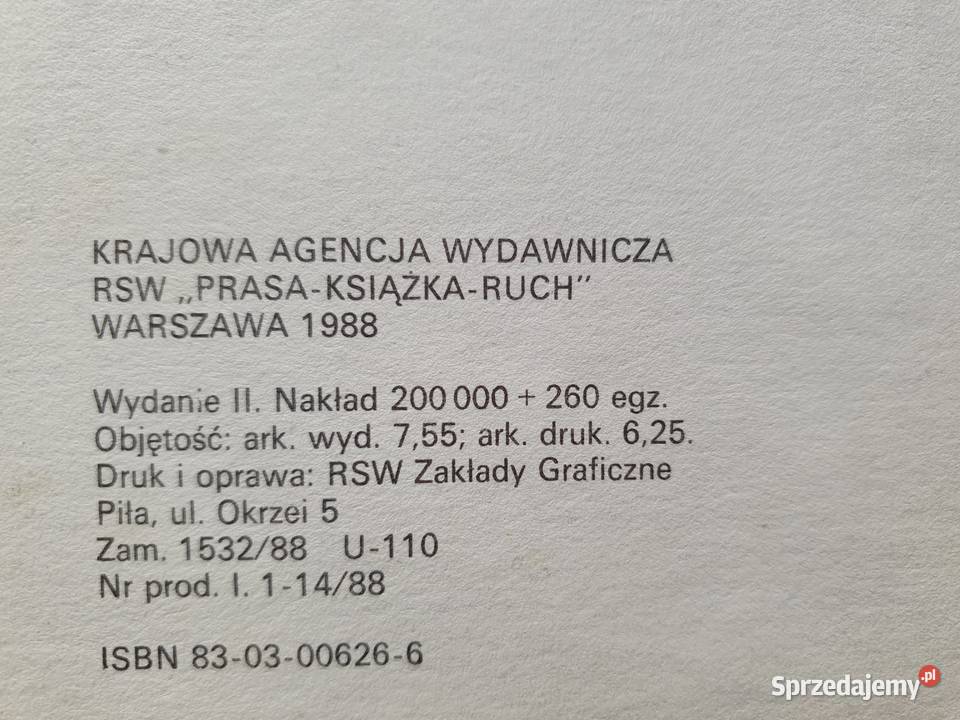 KRAJOWA AGENCJA WYDAWNICZA
RSW „PRASA-KSIĄŻKA-RUCH"
WARSZAWA 1988
Wydanie II. Nakład 200 000 + 260 egz.
Objętość: ark. wyd. 7,55; ark. druk. 6,25.
Druk i oprawa: RSW Zakłady Graficzne
Piła, ul. Okrzei 5
Zam. 1532/88 U-110
Nr prod. I. 1-14/88
ISBN 83-03-00626-6
Sprzedajemy.pl